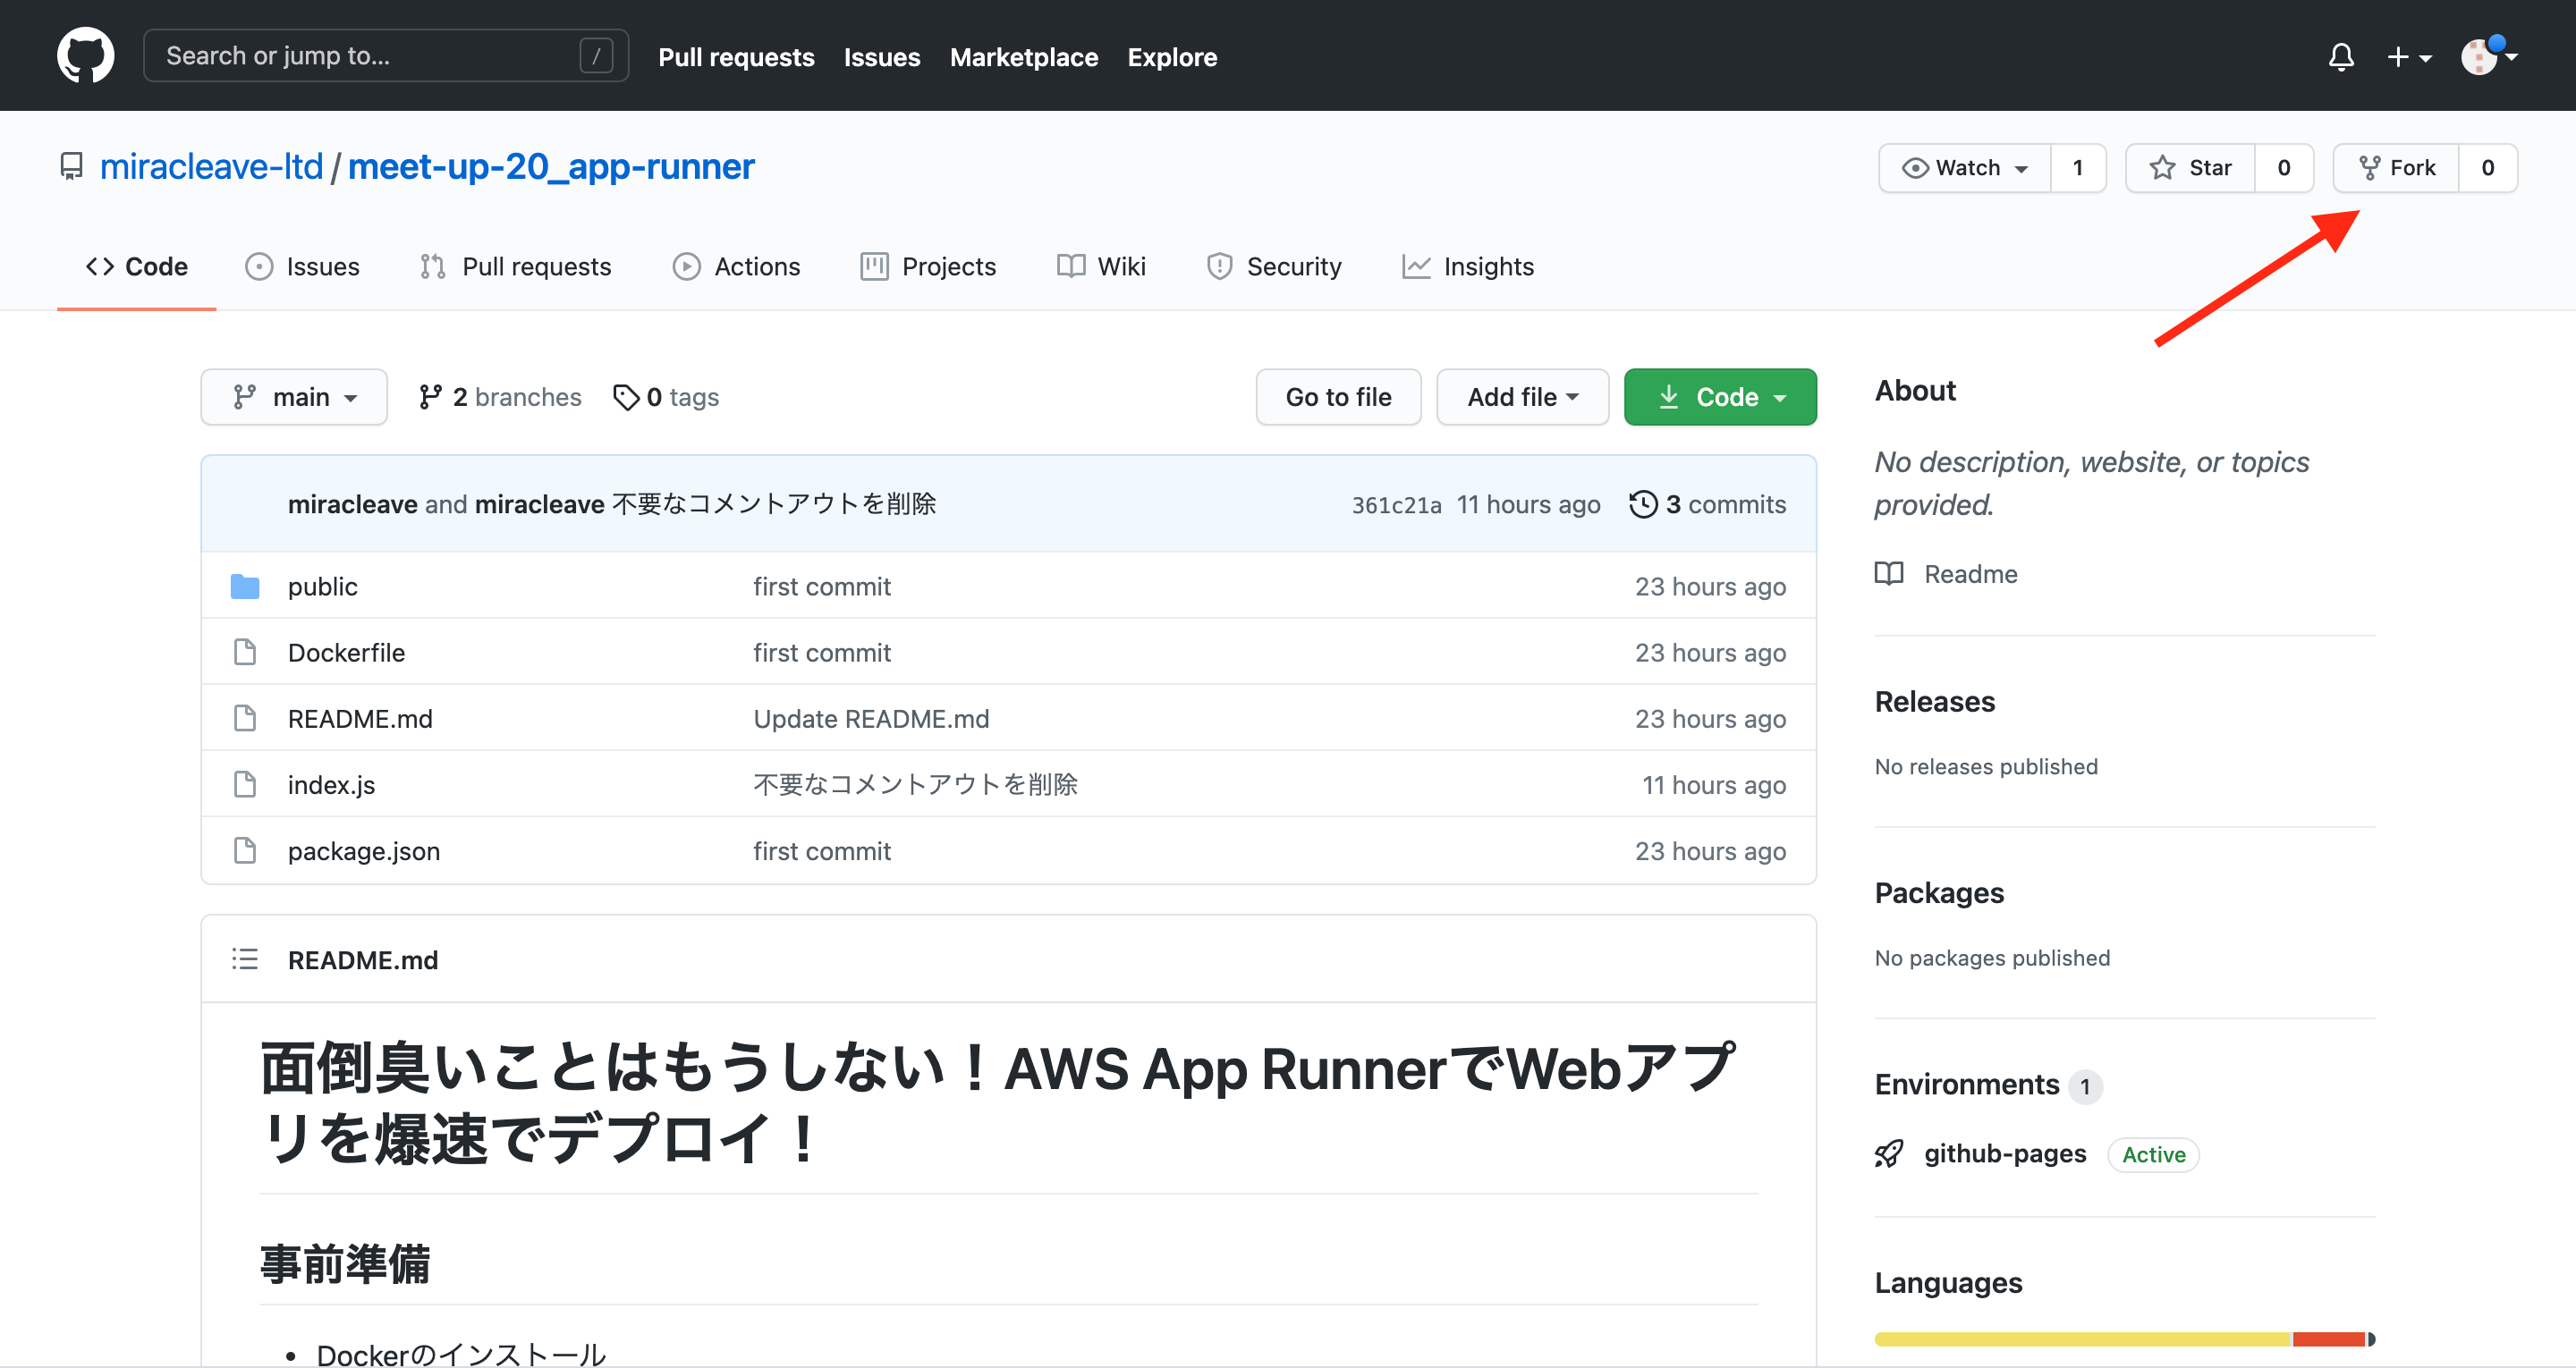 Search or jump to... /
Pull requests Issues Marketplace Explore
miracleave-ltd / meet-up-20_app-runner
Watch 1 Star 0 Fork 0
Code Issues Pull requests Actions Projects Wiki Security Insights
main 2 branches 0 tags Go to file Add file Code
miracleave and miracleave 不要なコメントアウトを削除 361c21a 11 hours ago 3 commits
public first commit 23 hours ago
Dockerfile first commit 23 hours ago
README.md Update README.md 23 hours ago
index.js 不要なコメントアウトを削除 11 hours ago
package.json first commit 23 hours ago
README.md
面倒臭いことはもうしない！AWS App RunnerでWebアプ
リを爆速でデプロイ！
事前準備
• Dockerのインストール
About
No description, website, or topics
provided.
Readme
Releases
No releases published
Packages
No packages published
Environments 1
github-pages Active
Languages